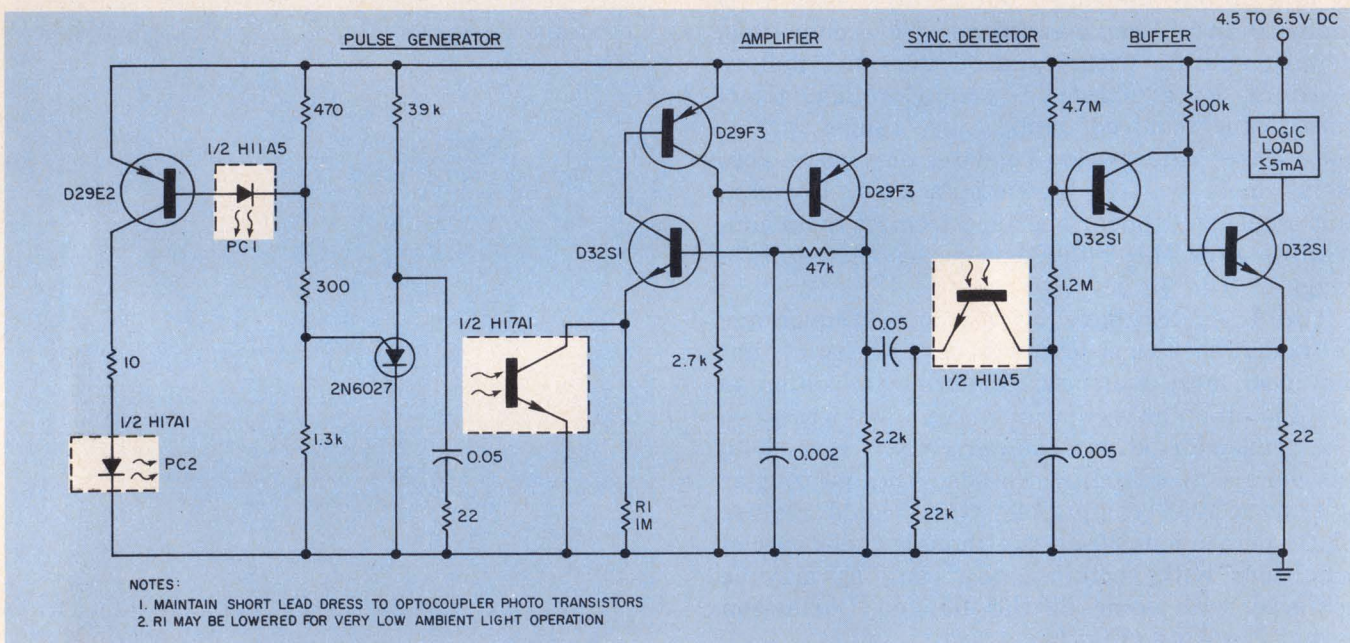 4.5 TO 6.5V DC
PULSE GENERATOR
AMPLIFIER
SYNC. DETECTOR
BUFFER
470
39k
D29F3
4.7M
100k
LOGIC
LOAD
≤5mA
1/2 H11A5
D29E2
PC1
D29F3
D32S1
47k
D32S1
D32S1
300
1.2M
1/2 H17A1
0.05
10
2N6027
2.7k
1/2 H11A5
1/2 H17A1
PC2
1.3k
0.05
2.2k
0.002
0.005
22
22
R1
1M
22k
NOTES:
1. MAINTAIN SHORT LEAD DRESS TO OPTOCOUPLER PHOTO TRANSISTORS
2. R1 MAY BE LOWERED FOR VERY LOW AMBIENT LIGHT OPERATION